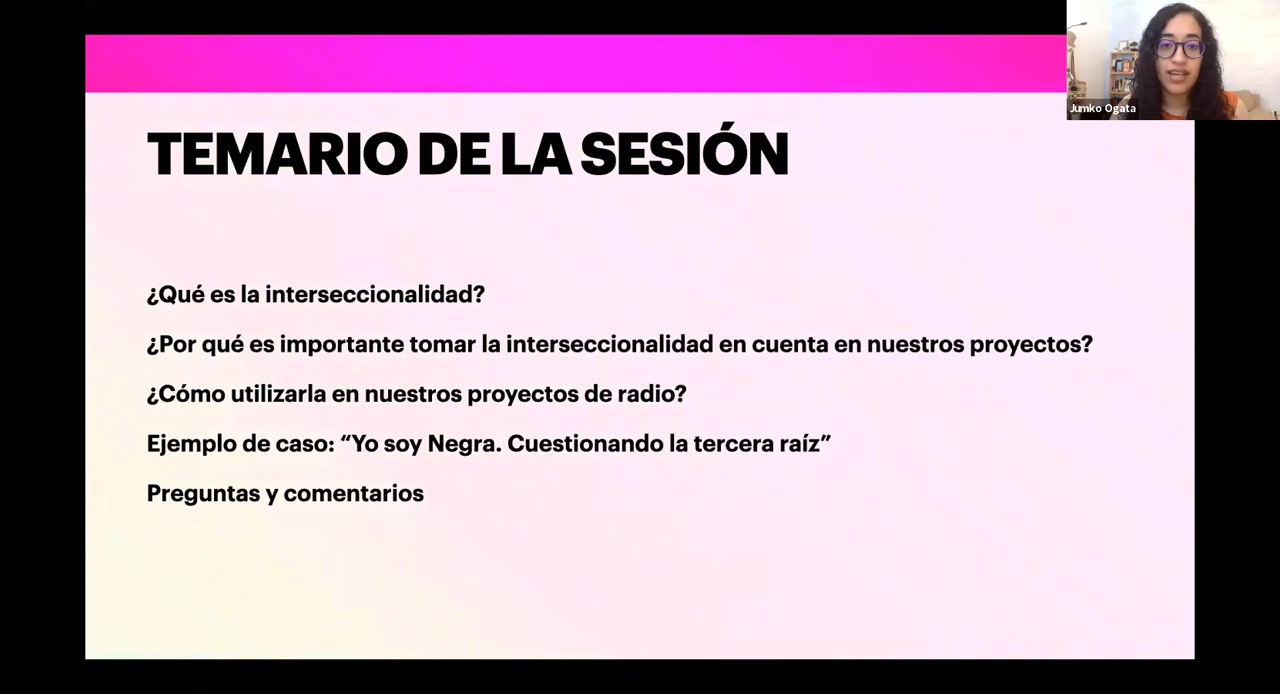 TEMARIO DE LA SESIÓN
¿Qué es la interseccionalidad?
¿Por qué es importante tomar la interseccionalidad en cuenta en nuestros proyectos?
¿Cómo utilizarla en nuestros proyectos de radio?
Ejemplo de caso: “Yo soy Negra. Cuestionando la tercera raíz”
Preguntas y comentarios
Jumko Ogata